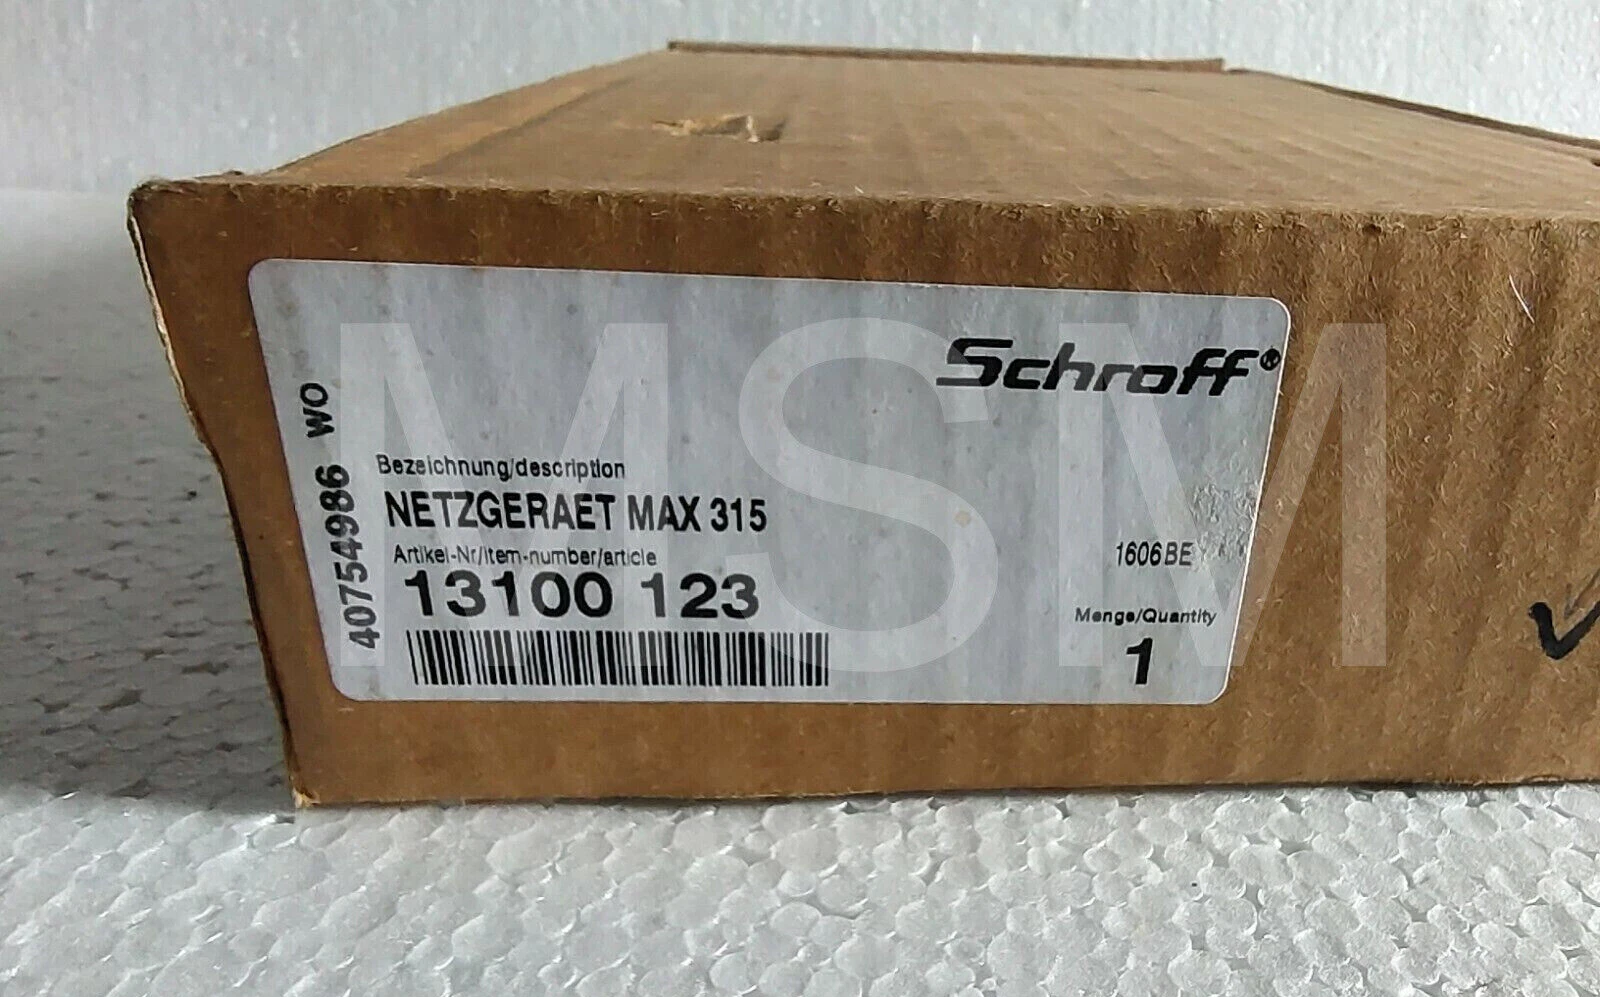 Schroff®
40754986 WO
Bezeichnung/description
NETZGERAET MAX 315
Artikel-Nr/item-number/article
13100 123
1606BE
Menge/Quantity
1
MSM